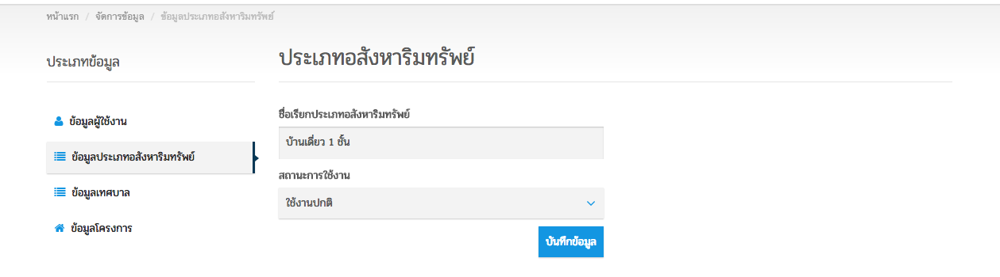 หน้าแรก / จัดการข้อมูล / ข้อมูลประเภทอสังหาริมทรัพย์
ประเภทข้อมูล
ข้อมูลผู้ใช้งาน
ข้อมูลประเภทอสังหาริมทรัพย์
ข้อมูลเทศบาล
ข้อมูลโครงการ
ประเภทอสังหาริมทรัพย์
ชื่อเรียกประเภทอสังหาริมทรัพย์
บ้านเดี่ยว 1 ชั้น
สถานะการใช้งาน
ใช้งานปกติ
บันทึกข้อมูล